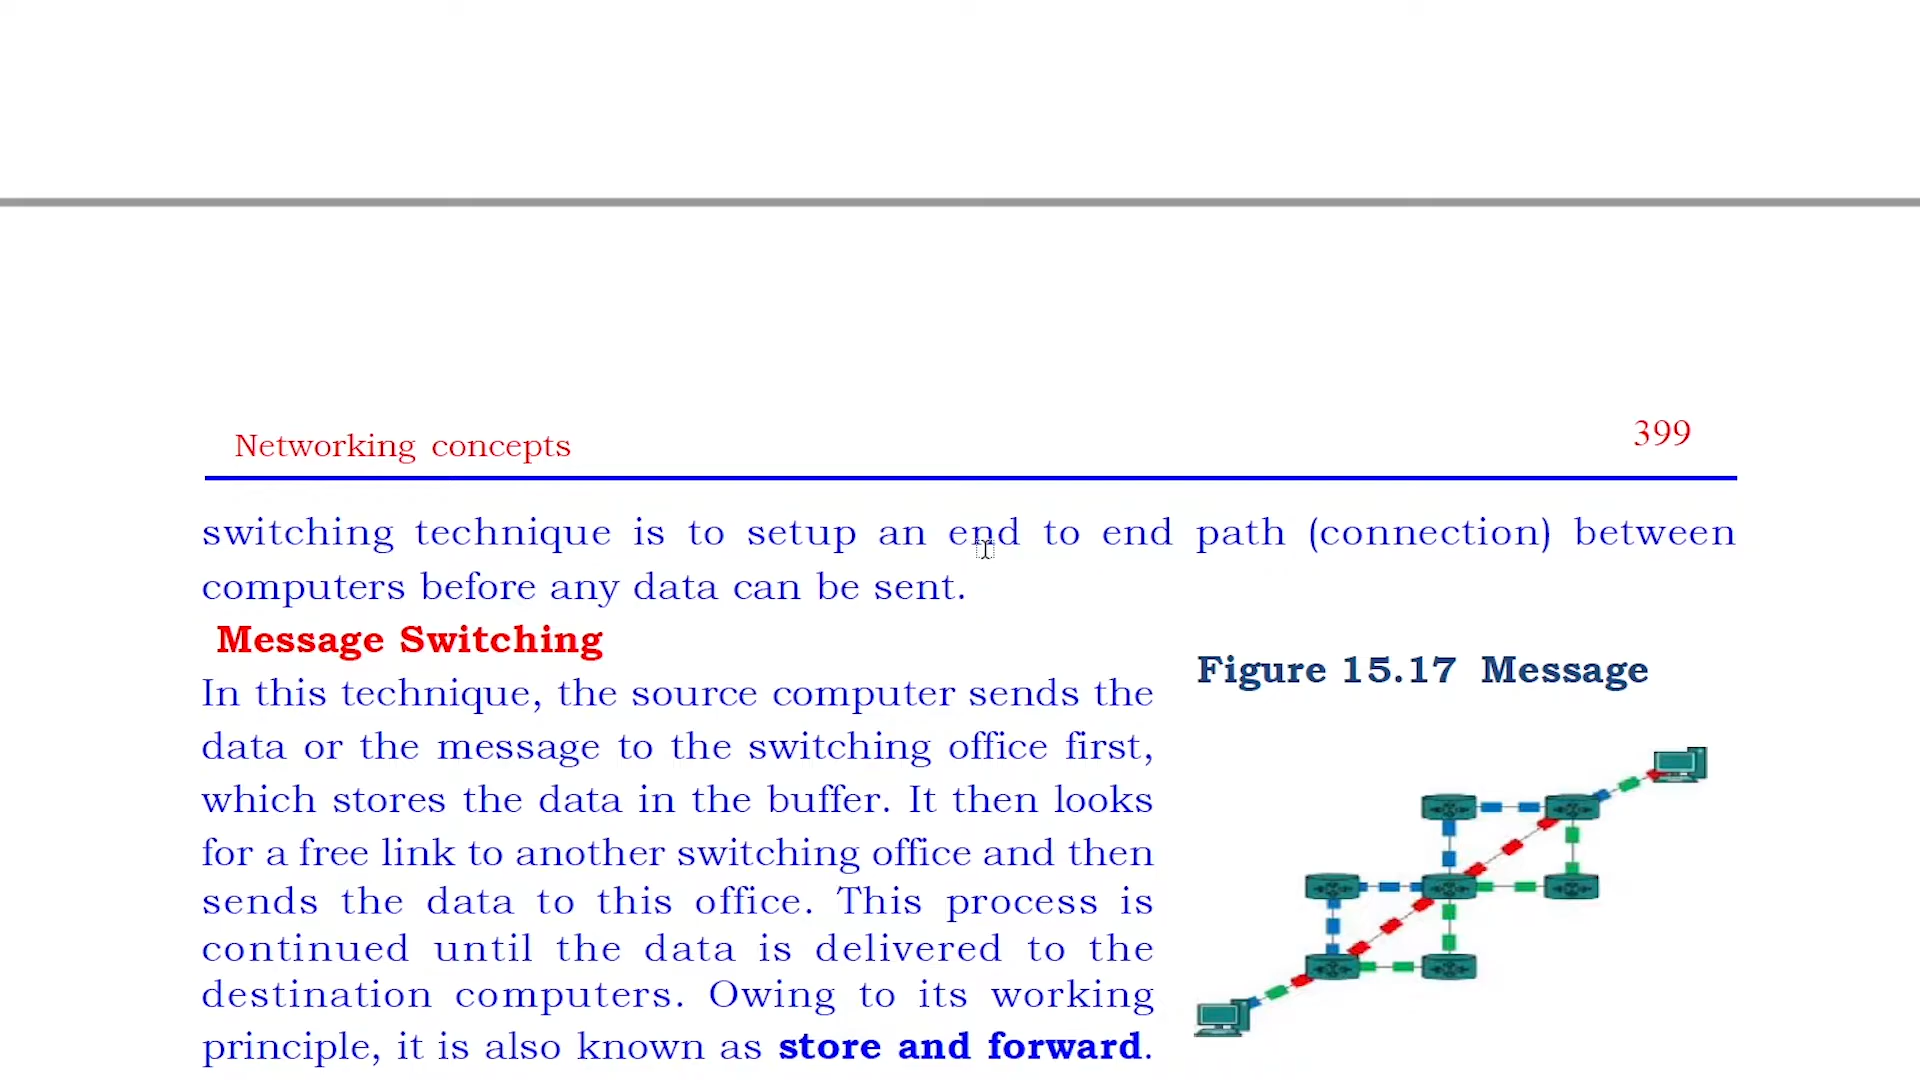 Networking concepts 399
switching technique is to setup an end to end path (connection) between
computers before any data can be sent.
Message Switching
In this technique, the source computer sends the
data or the message to the switching office first,
which stores the data in the buffer. It then looks
for a free link to another switching office and then
sends the data to this office. This process is
continued until the data is delivered to the
destination computers. Owing to its working
principle, it is also known as store and forward.
Figure 15.17 Message